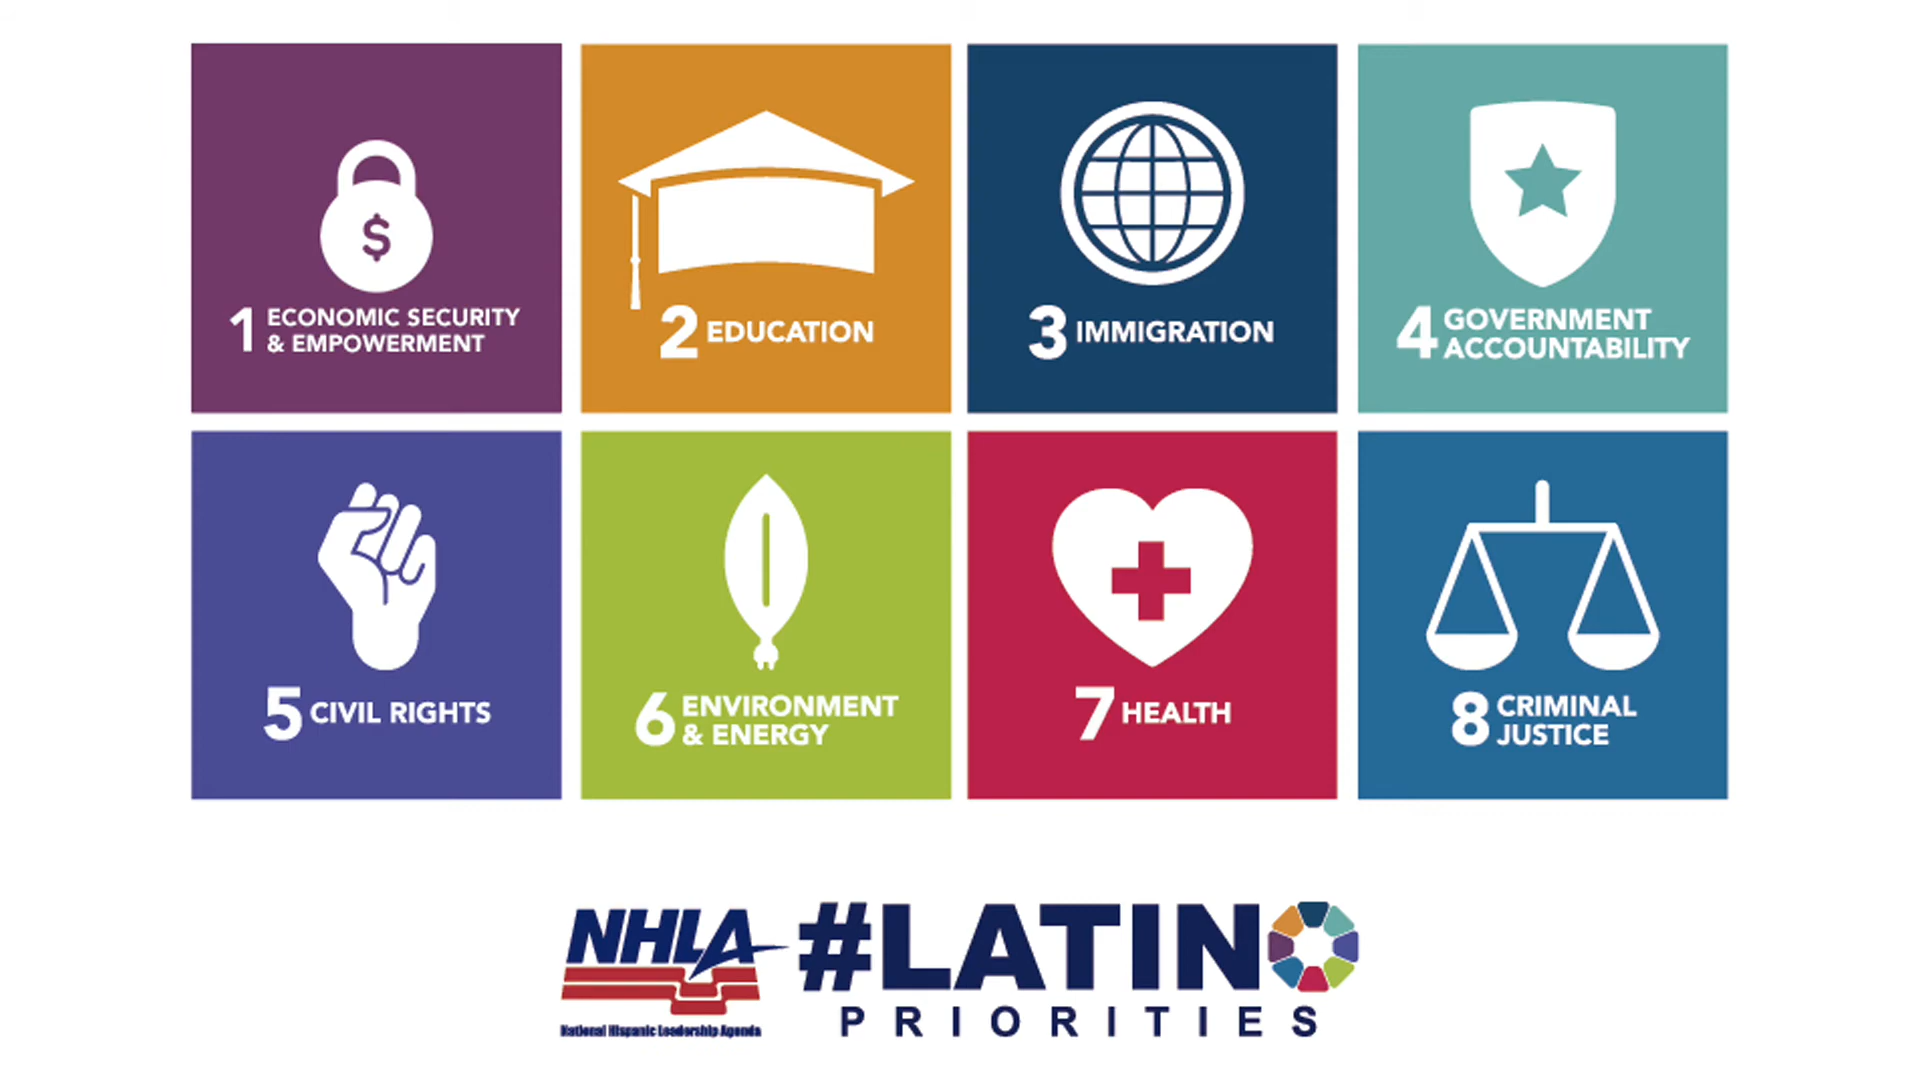 $
1 ECONOMIC SECURITY
& EMPOWERMENT
2 EDUCATION
3 IMMIGRATION
4 GOVERNMENT
ACCOUNTABILITY
5 CIVIL RIGHTS
6 ENVIRONMENT
& ENERGY
7 HEALTH
8 CRIMINAL
JUSTICE
NHLA
National Hispanic Leadership Agenda
#LATINO
PRIORITIES